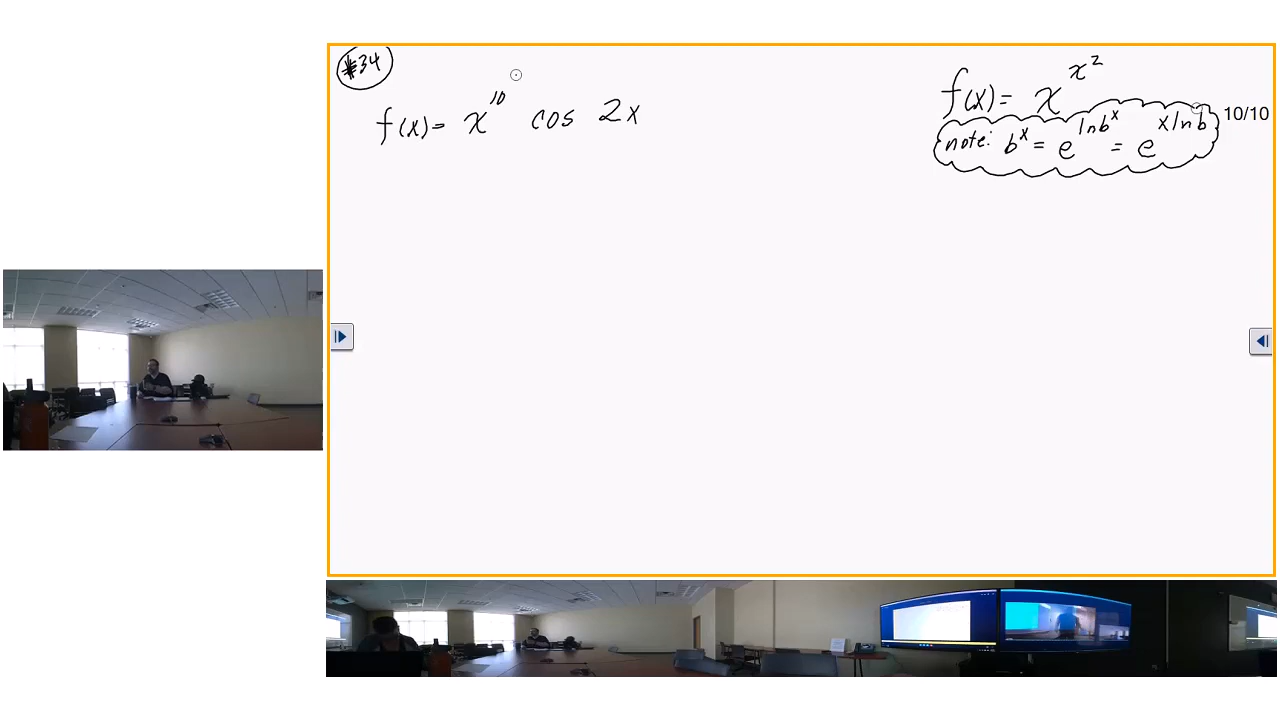 #34
f(x) = x^10 cos 2x
f(x) = x^x^2
note: b^x = e^ln b^x = e^x ln b
10/10